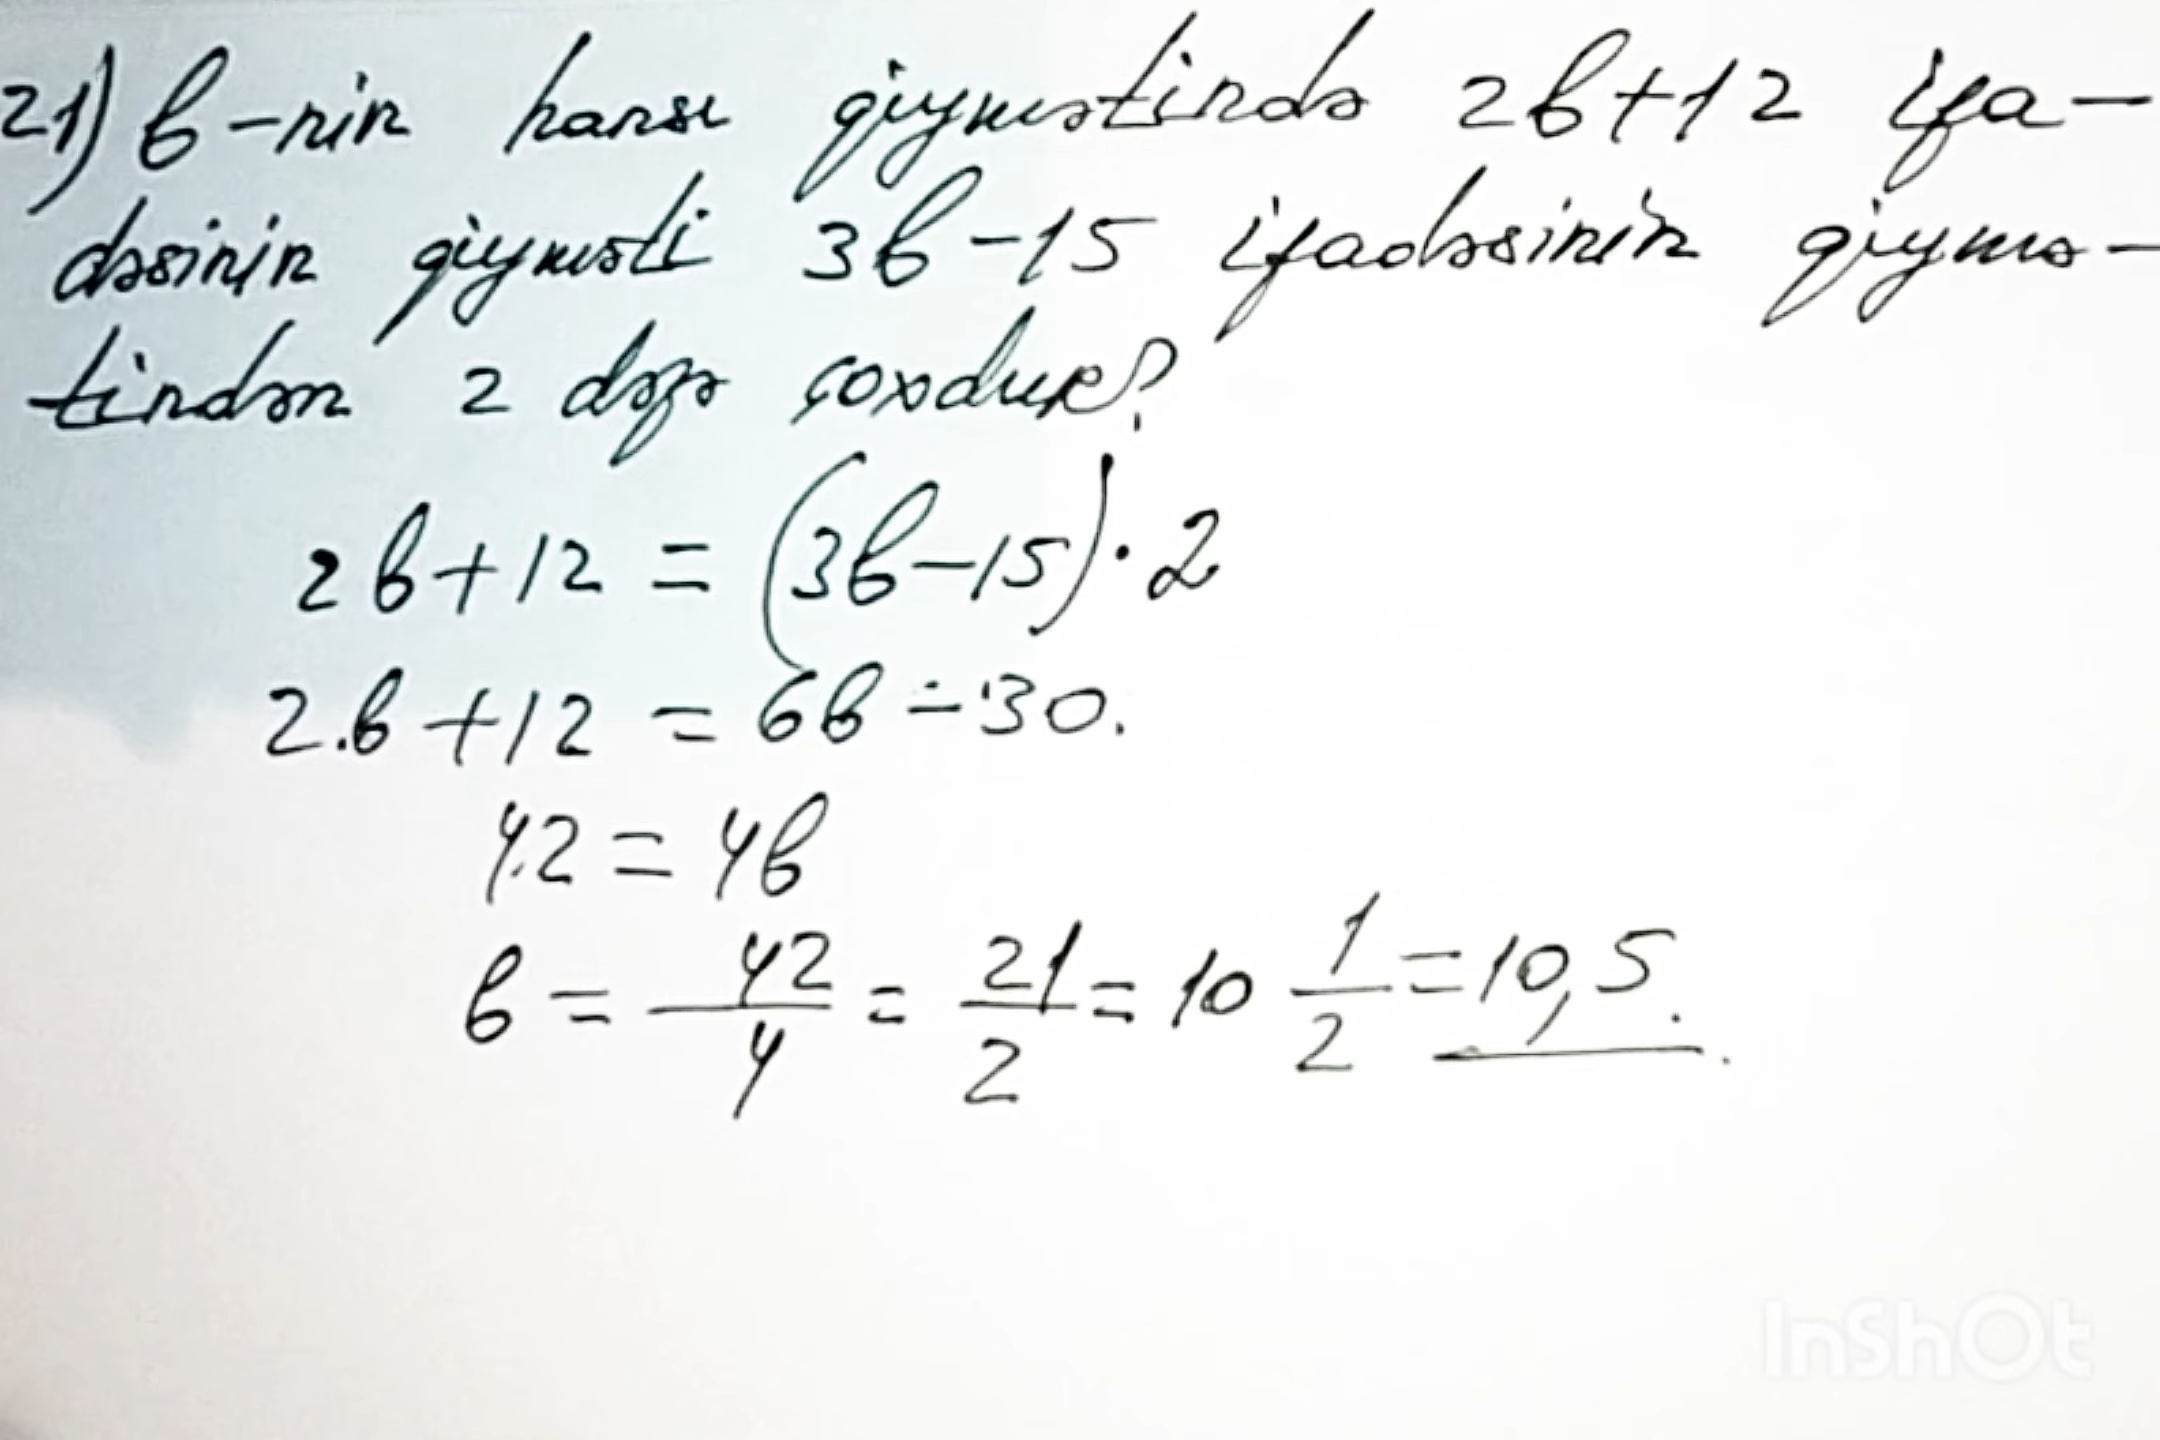 21) b-nin hansı qiymətində 2b+12 ifa-
dəsinin qiyməti 3b-15 ifadəsinin qiymə-
tindən 2 dəfə çoxdur?
2b+12 = (3b-15)·2
2.b+12 = 6b-30.
42 = 4b
b = 42/4 = 21/2 = 10 1/2 = 10,5.
InShOt